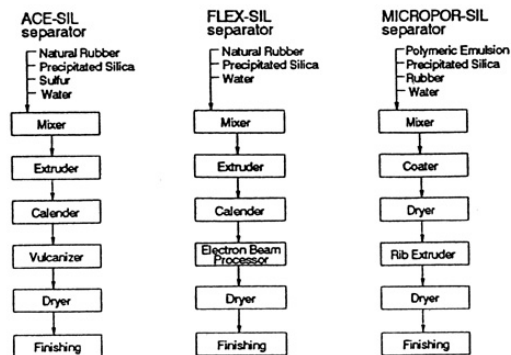 ACE-SIL
separator
Natural Rubber
Precipitated Silica
Sulfur
Water
Mixer
Extruder
Calender
Vulcanizer
Dryer
Finishing
FLEX-SIL
separator
Natural Rubber
Precipitated Silica
Water
Mixer
Extruder
Calender
Electron Beam
Processor
Dryer
Finishing
MICROPOR-SIL
separator
Polymeric Emulsion
Precipitated Silica
Rubber
Water
Mixer
Coater
Dryer
Rib Extruder
Dryer
Finishing